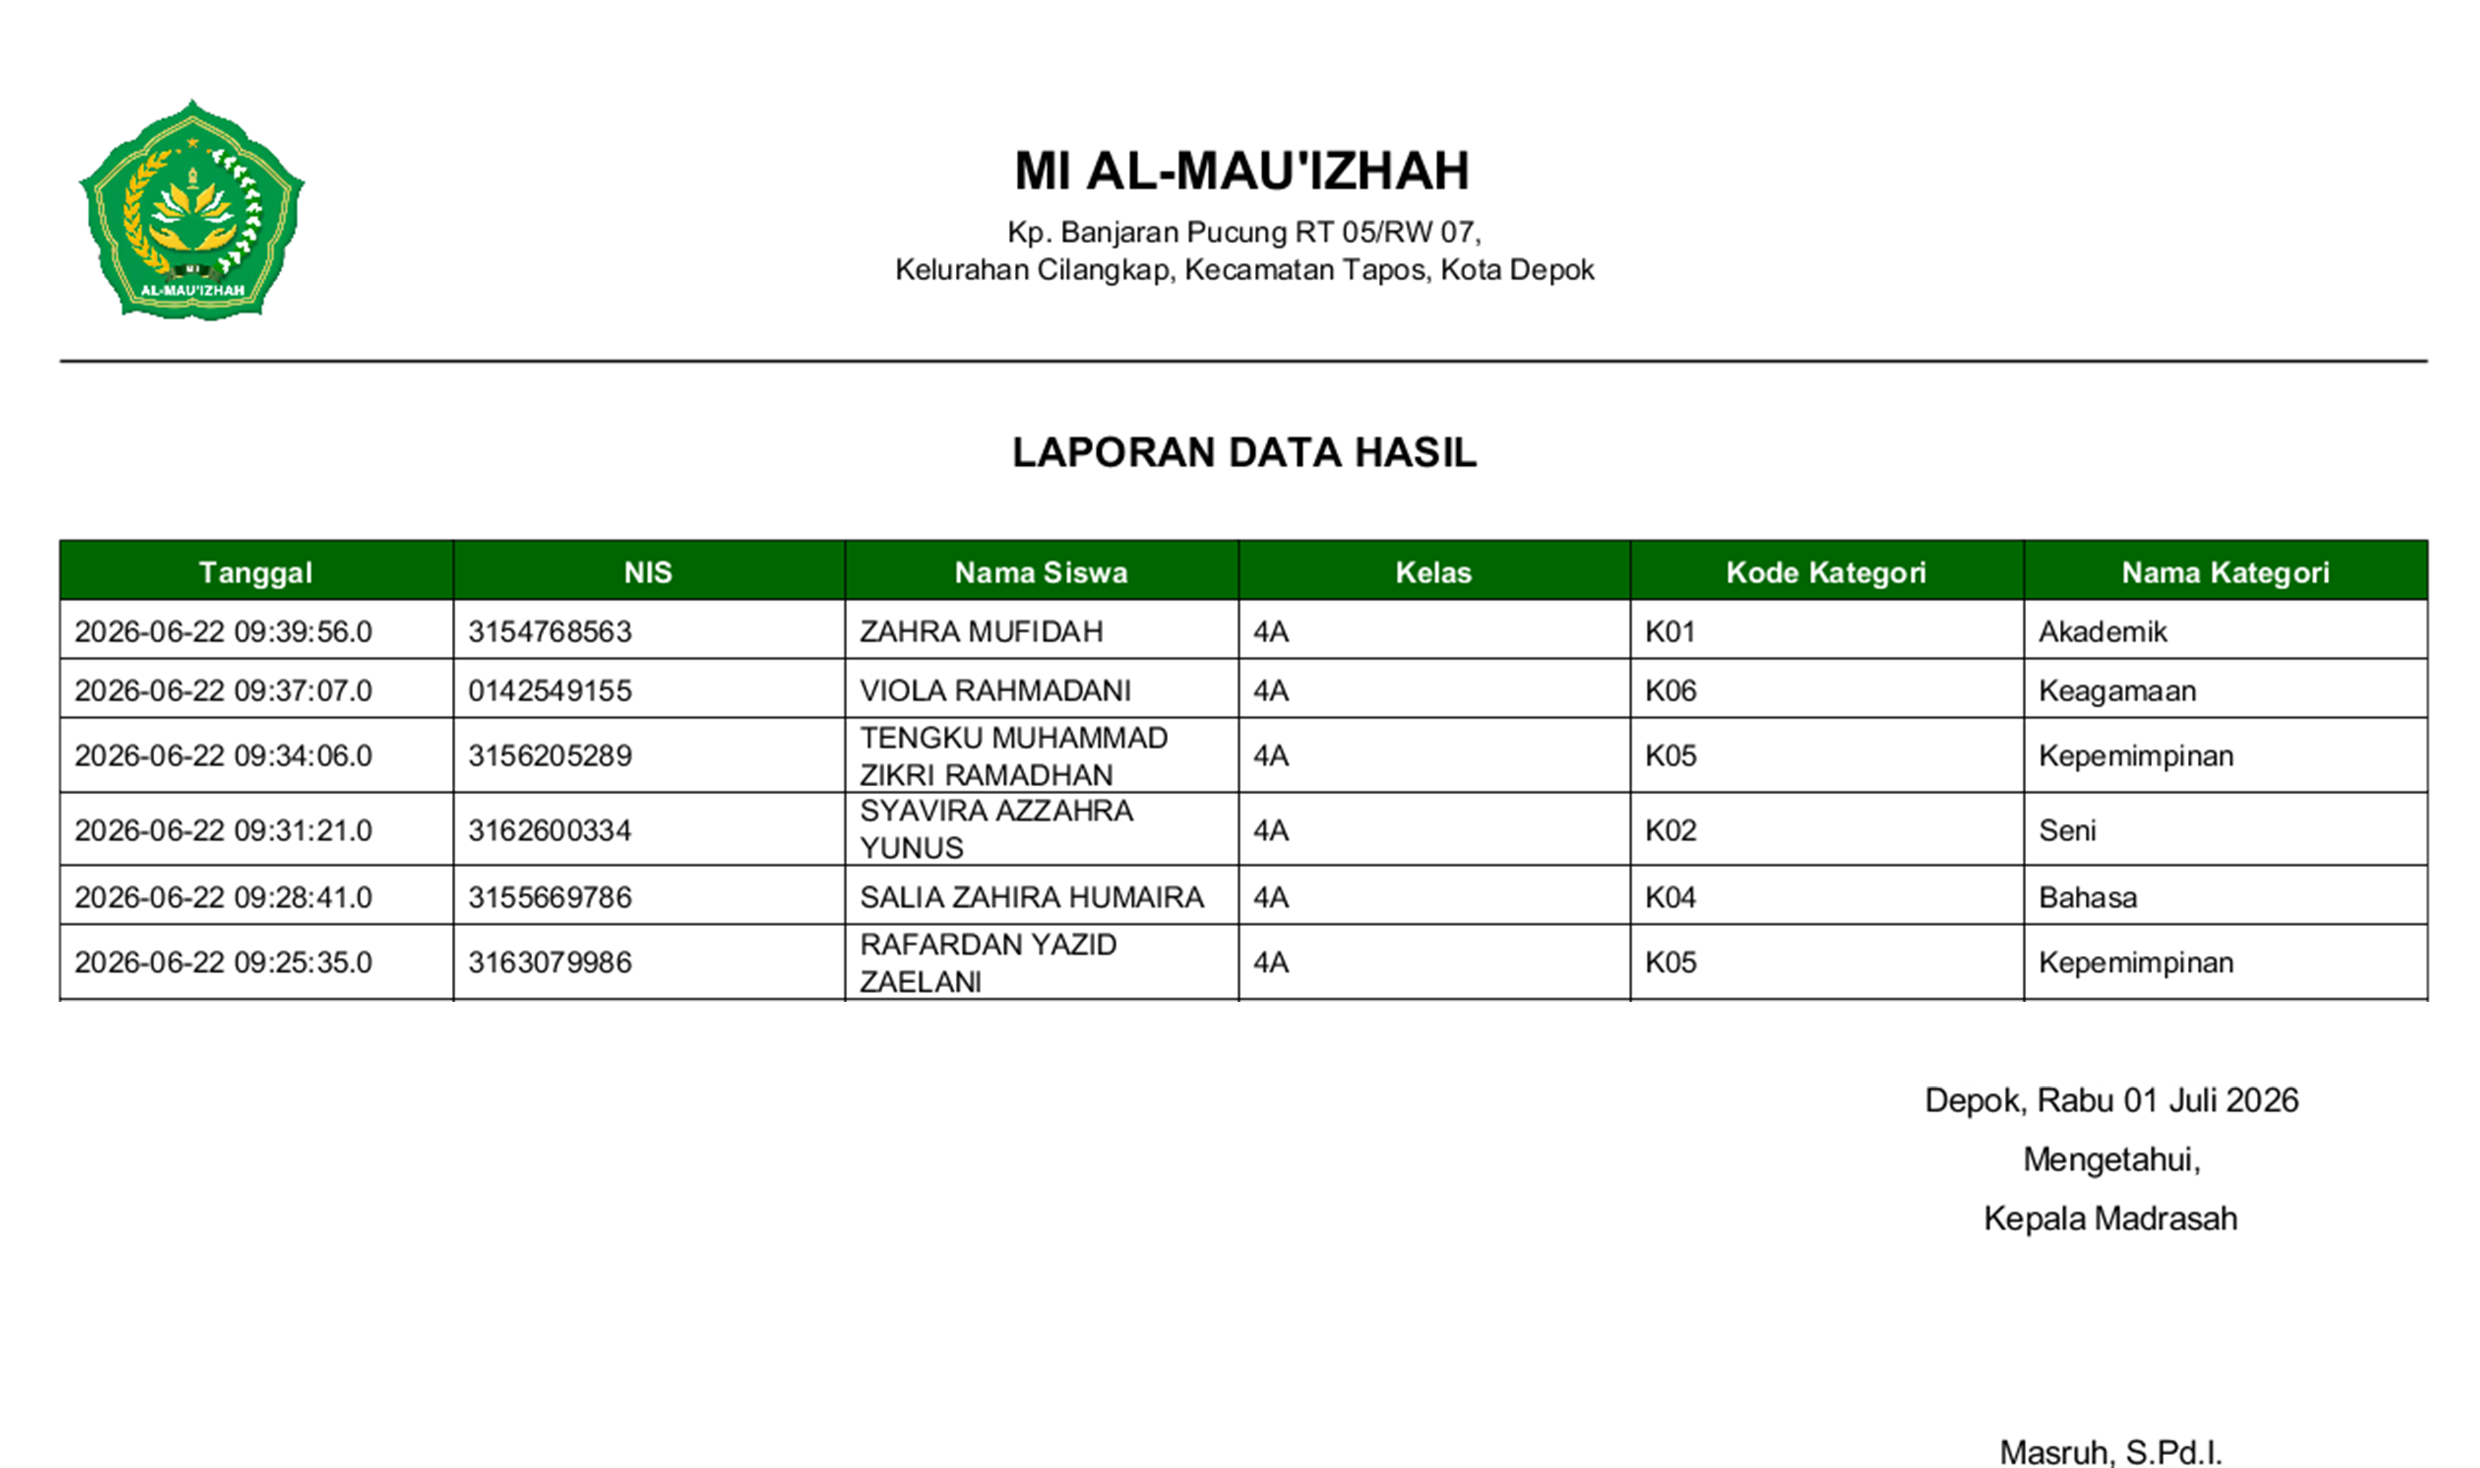 MI
AL-MAU'IZHAH
MI AL-MAU'IZHAH
Kp. Banjaran Pucung RT 05/RW 07,
Kelurahan Cilangkap, Kecamatan Tapos, Kota Depok
LAPORAN DATA HASIL
Tanggal NIS Nama Siswa Kelas Kode Kategori Nama Kategori
2026-06-22 09:39:56.0 3154768563 ZAHRA MUFIDAH 4A K01 Akademik
2026-06-22 09:37:07.0 0142549155 VIOLA RAHMADANI 4A K06 Keagamaan
2026-06-22 09:34:06.0 3156205289 TENGKU MUHAMMAD
ZIKRI RAMADHAN 4A K05 Kepemimpinan
2026-06-22 09:31:21.0 3162600334 SYAVIRA AZZAHRA
YUNUS 4A K02 Seni
2026-06-22 09:28:41.0 3155669786 SALIA ZAHIRA HUMAIRA 4A K04 Bahasa
2026-06-22 09:25:35.0 3163079986 RAFARDAN YAZID
ZAELANI 4A K05 Kepemimpinan
Depok, Rabu 01 Juli 2026
Mengetahui,
Kepala Madrasah
Masruh, S.Pd.I.